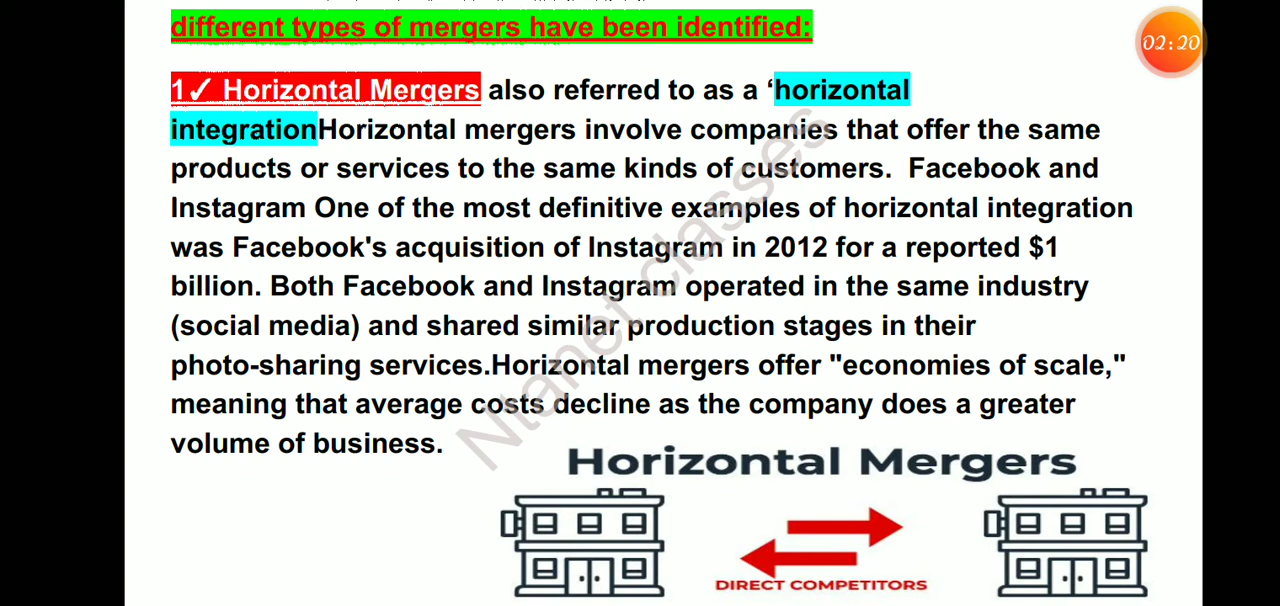 different types of mergers have been identified:
02:20
1✓ Horizontal Mergers also referred to as a ‘horizontal
integrationHorizontal mergers involve companies that offer the same
products or services to the same kinds of customers.  Facebook and
Instagram One of the most definitive examples of horizontal integration
was Facebook's acquisition of Instagram in 2012 for a reported $1
billion. Both Facebook and Instagram operated in the same industry
(social media) and shared similar production stages in their
photo-sharing services.Horizontal mergers offer "economies of scale,"
meaning that average costs decline as the company does a greater
volume of business.
Ntanet classes
Horizontal Mergers
DIRECT COMPETITORS